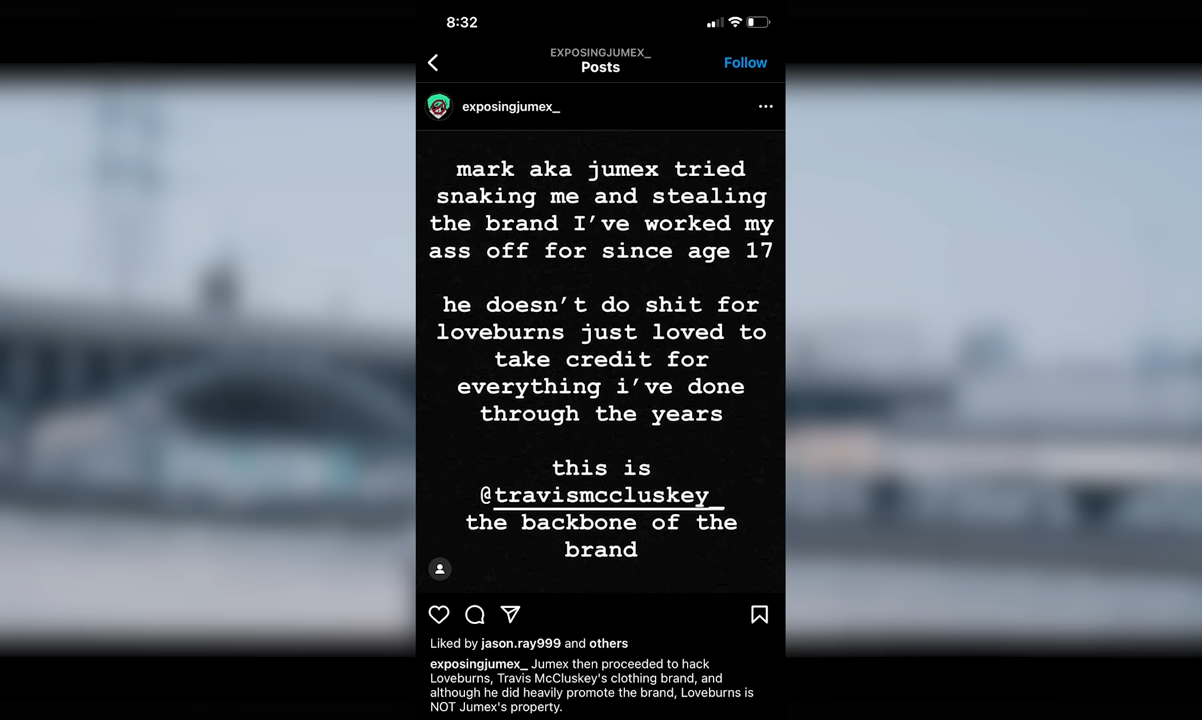 8:32
EXPOSINGJUMEX_
Posts
Follow
exposingjumex_
mark aka jumex tried
snaking me and stealing
the brand I’ve worked my
ass off for since age 17
he doesn’t do shit for
loveburns just loved to
take credit for
everything i’ve done
through the years
this is
@travismccluskey_
the backbone of the
brand
Liked by jason.ray999 and others
exposingjumex_ Jumex then proceeded to hack
Loveburns, Travis McCluskey's clothing brand, and
although he did heavily promote the brand, Loveburns is
NOT Jumex's property.